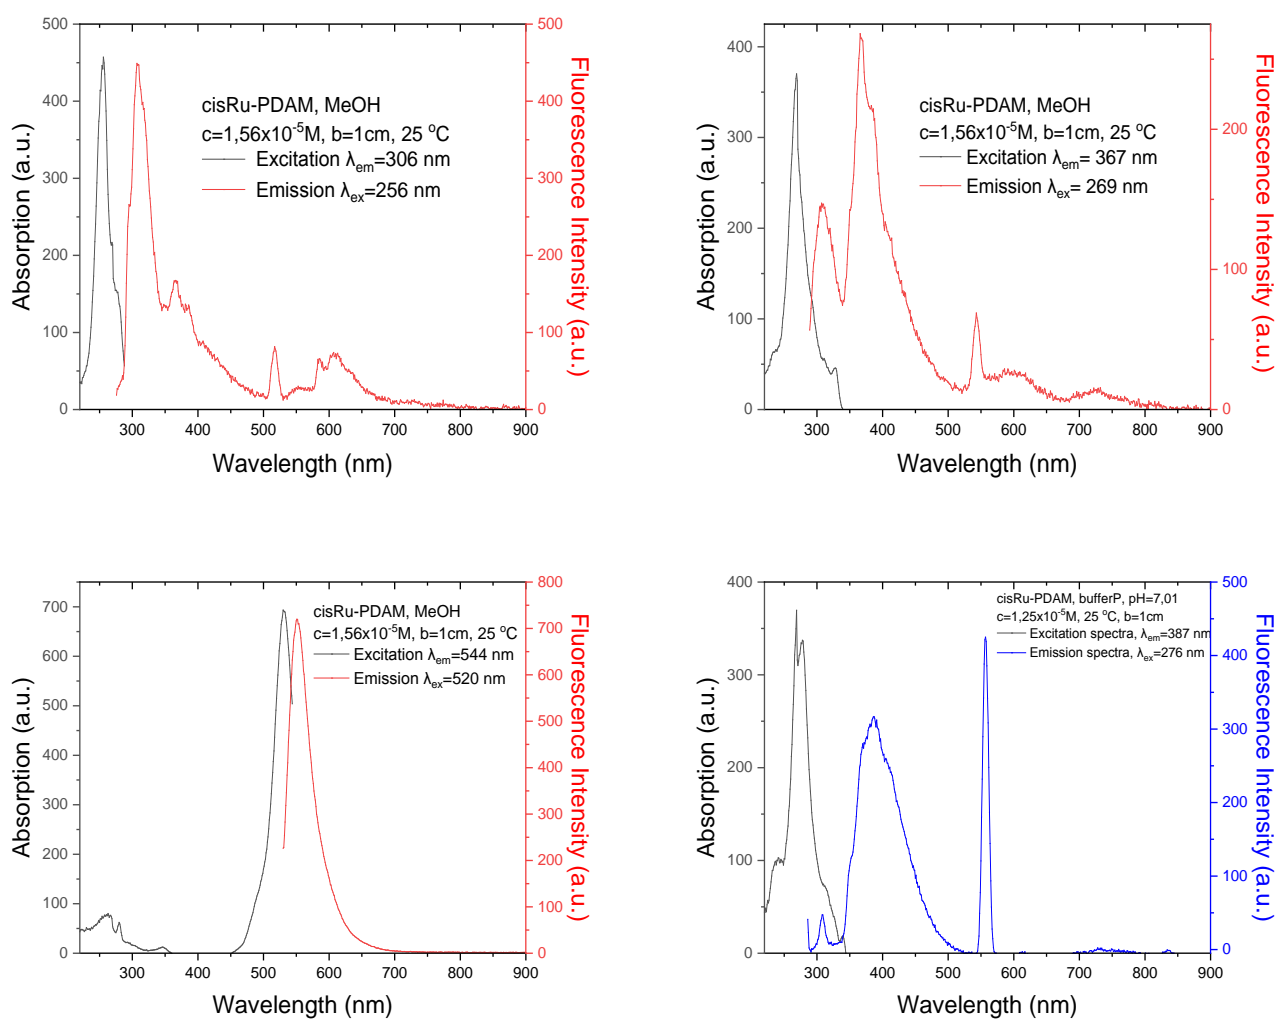 500
400
300
200
100
0
Absorption (a.u.)
cisRu-PDAM, MeOH
c=1,56x10⁻⁵M, b=1cm, 25 °C
Excitation λem=306 nm
Emission λex=256 nm
500
400
300
200
100
0
Fluorescence Intensity (a.u.)
300 400 500 600 700 800 900
Wavelength (nm)
400
300
200
100
0
Absorption (a.u.)
cisRu-PDAM, MeOH
c=1,56x10⁻⁵M, b=1cm, 25 °C
Excitation λem= 367 nm
Emission λex= 269 nm
200
100
0
Fluorescence Intensity (a.u.)
300 400 500 600 700 800 900
Wavelength (nm)
700
600
500
400
300
200
100
0
Absorption (a.u.)
cisRu-PDAM, MeOH
c=1,56x10⁻⁵M, b=1cm, 25 °C
Excitation λem=544 nm
Emission λex=520 nm
800
700
600
500
400
300
200
100
0
Fluorescence Intensity (a.u.)
300 400 500 600 700 800 900
Wavelength (nm)
400
300
200
100
0
Absorption (a.u.)
cisRu-PDAM, bufferP, pH=7,01
c=1,25x10⁻⁵M, 25 °C, b=1cm
Excitation spectra, λem=387 nm
Emission spectra, λex=276 nm
500
400
300
200
100
0
Fluorescence Intensity (a.u.)
300 400 500 600 700 800 900
Wavelength (nm)